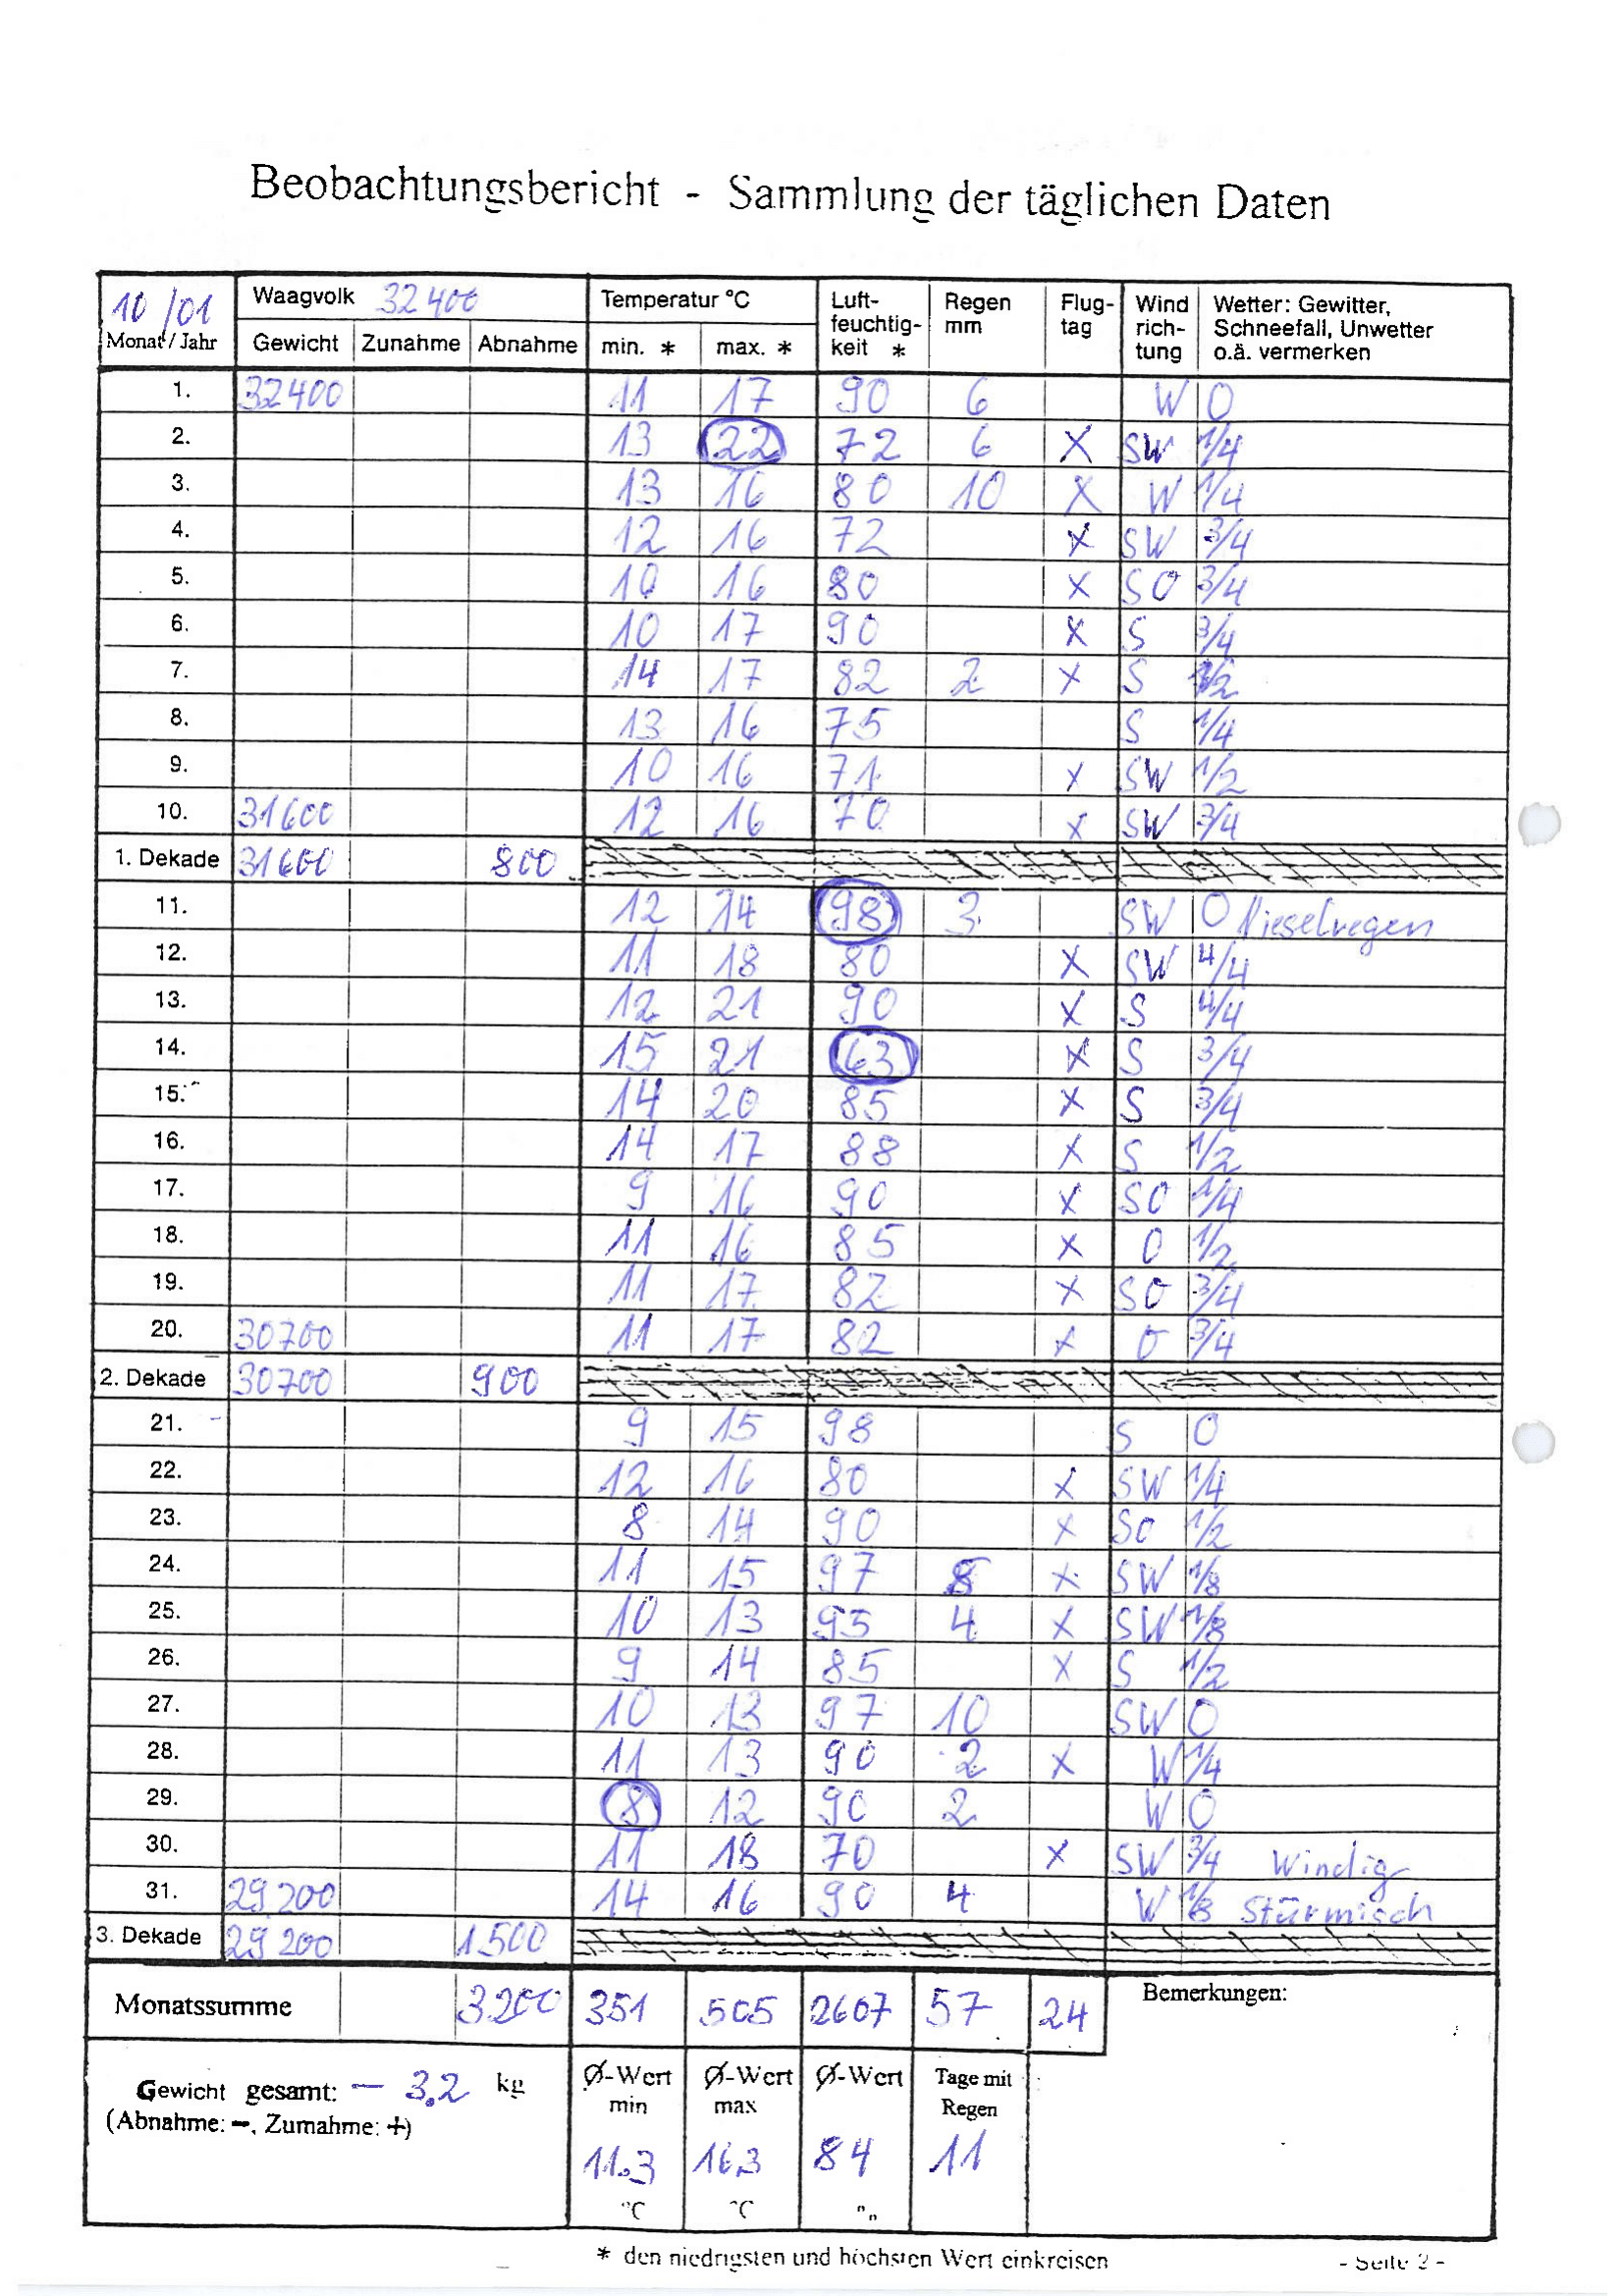 Beobachtungsbericht - Sammlung der täglichen Daten
10/01 Waagvolk 32400 Temperatur °C Luft- Regen Flug- Wind Wetter: Gewitter,
feuchtig- mm tag rich- Schneefall, Unwetter
Monat / Jahr Gewicht Zunahme Abnahme min. * max. * keit * tung o.ä. vermerken
1. 32400 11 17 90 6 W 0
2. 13 22 72 6 X SW 1/4
3. 13 16 80 10 X W 1/4
4. 12 16 72 X SW 3/4
5. 10 16 80 X SO 3/4
6. 10 17 90 X S 3/4
7. 14 17 82 2 X S 1/2
8. 13 16 75 S 1/4
9. 10 16 71 X SW 1/2
10. 31600 12 16 70 X SW 3/4
1. Dekade 31600 800
11. 12 14 98 3 SW 0 Nieselregen
12. 11 18 80 X SW 4/4
13. 12 21 90 X S 4/4
14. 15 21 63 X S 3/4
15. 14 20 85 X S 3/4
16. 14 17 88 X S 1/2
17. 9 16 90 X SO 1/4
18. 11 16 85 X O 1/2
19. 11 17 82 X SO 3/4
20. 30700 11 17 82 X O 3/4
2. Dekade 30700 900
21. 9 15 98 S 0
22. 12 16 80 X SW 1/4
23. 8 14 90 X SO 1/2
24. 11 15 97 8 X SW 1/8
25. 10 13 95 4 X SW 1/8
26. 9 14 85 X S 1/2
27. 10 13 97 10 SW 0
28. 11 13 90 2 X W 1/4
29. 8 12 90 2 W 0
30. 11 18 70 X SW 3/4 Windig
31. 29200 14 16 90 4 W 1/8 Stürmisch
3. Dekade 29200 1500
Monatssumme 3200 351 505 2607 57 24 Bemerkungen:
Gewicht gesamt: - 3.2 kg Ø-Wert Ø-Wert Ø-Wert Tage mit
(Abnahme: -, Zumahme: +) min max Regen
11.3 16.3 84 11
°C °C
* den niedrigsten und höchsten Wert einkreisen - Seite 2 -